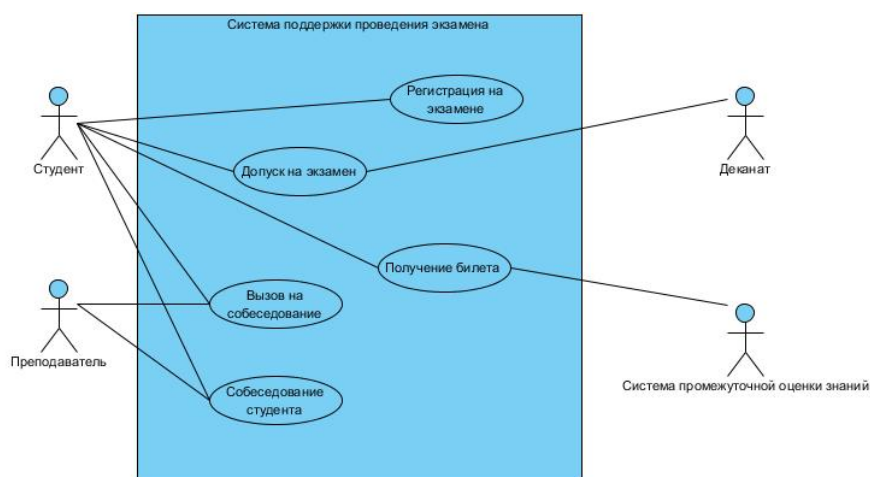 Система поддержки проведения экзамена
Регистрация на
экзамене
Студент
Допуск на экзамен
Деканат
Получение билета
Вызов на
собеседование
Преподаватель
Система промежуточной оценки знаний
Собеседование
студента